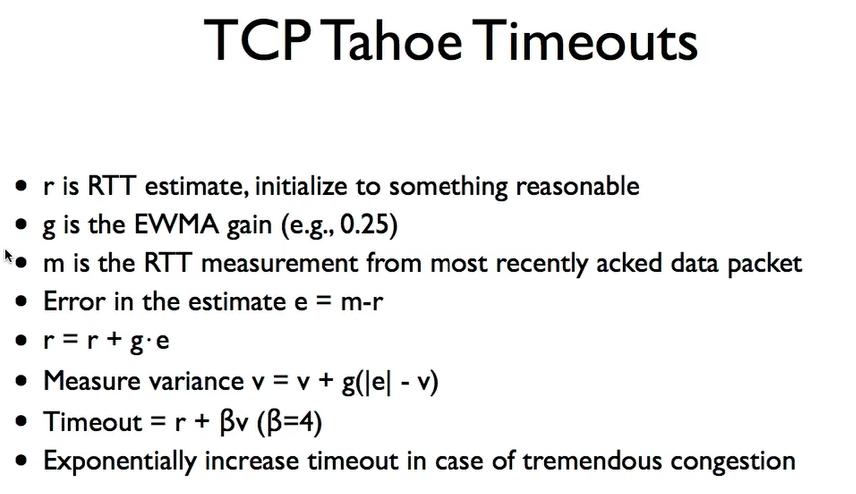 TCP Tahoe Timeouts
• r is RTT estimate, initialize to something reasonable
• g is the EWMA gain (e.g., 0.25)
• m is the RTT measurement from most recently acked data packet
• Error in the estimate e = m-r
• r = r + g·e
• Measure variance v = v + g(|e| - v)
• Timeout = r + βv (β=4)
• Exponentially increase timeout in case of tremendous congestion